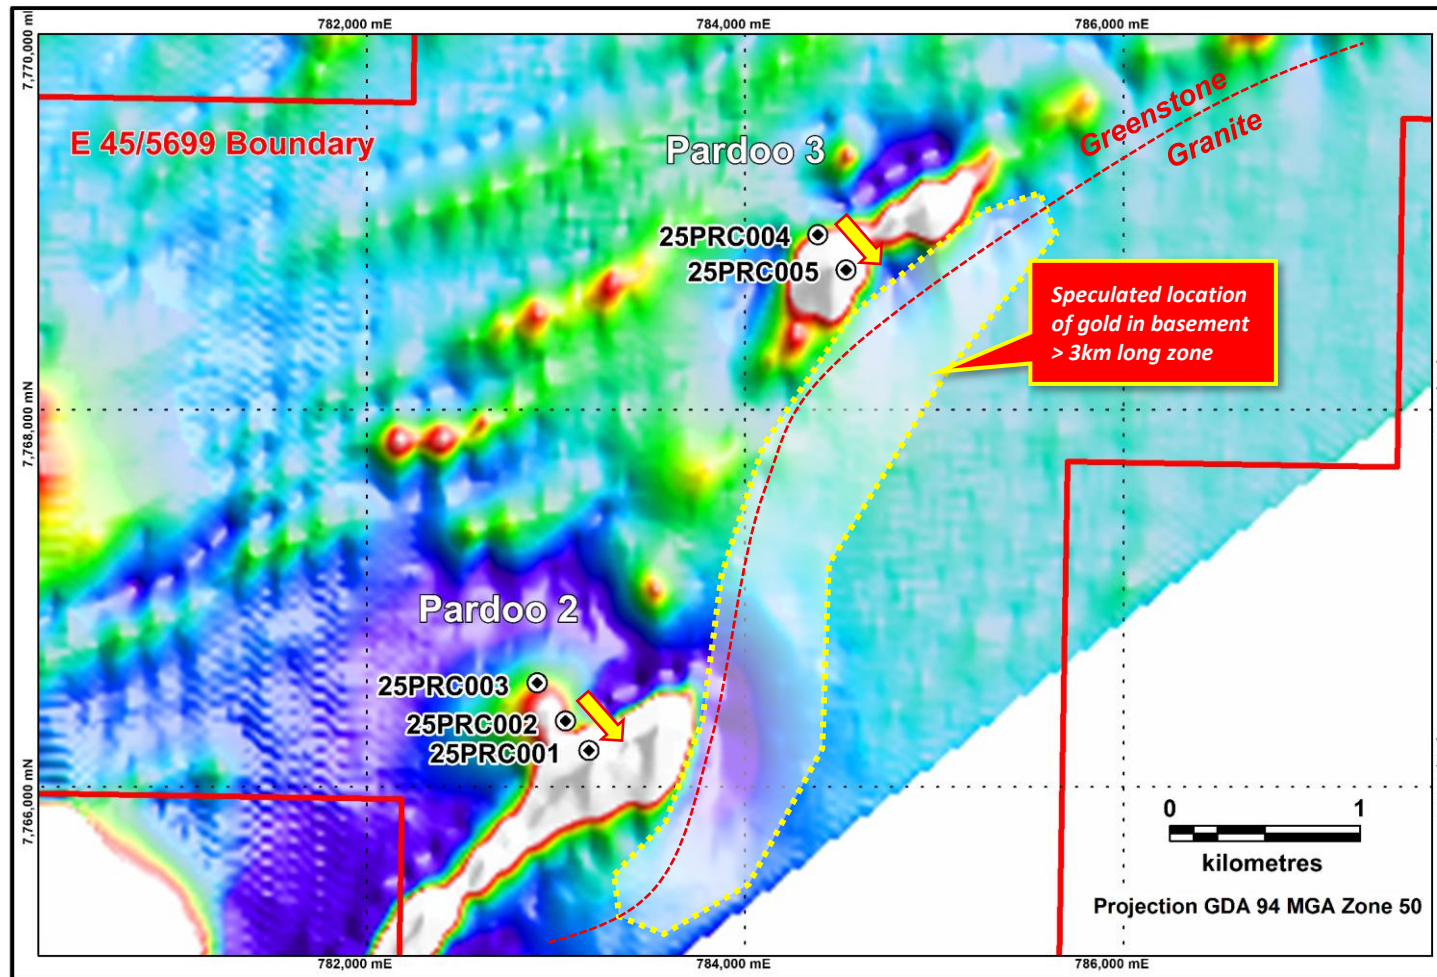 782,000 mE
784,000 mE
786,000 mE
7,770,000 mN
E 45/5699 Boundary
Pardoo 3
Greenstone
Granite
25PRC004
25PRC005
Speculated location
of gold in basement
> 3km long zone
7,768,000 mN
Pardoo 2
25PRC003
25PRC002
25PRC001
7,766,000 mN
0 1
kilometres
Projection GDA 94 MGA Zone 50
782,000 mE
784,000 mE
786,000 mE